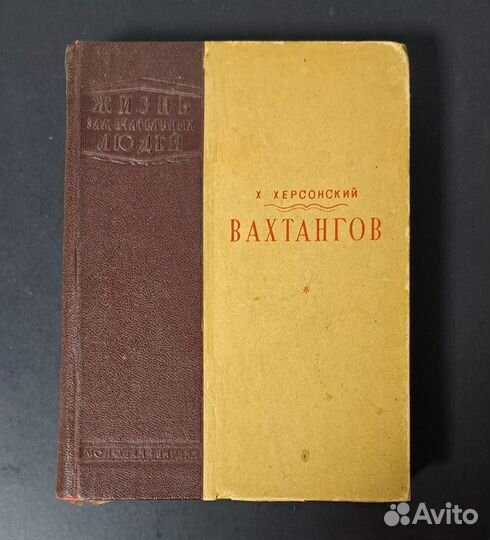 ЖИЗНЬ
ЗАМЕЧАТЕЛЬНЫХ
ЛЮДЕЙ
Х ХЕРСОНСКИЙ
ВАХТАНГОВ
МОЛОДАЯ ГВАРДИЯ
Avito